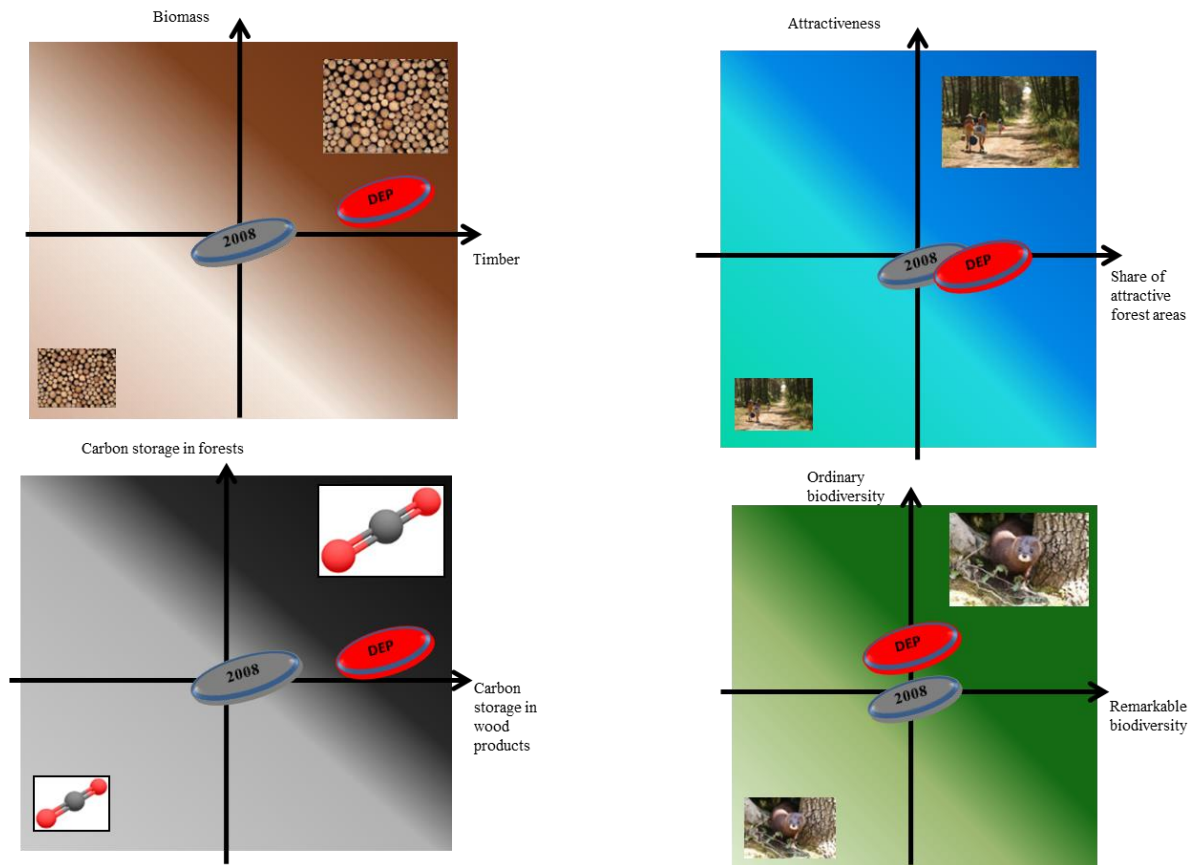 Biomass
DEP
2008
Timber
Attractiveness
2008
DEP
Share of
attractive
forest areas
Carbon storage in forests
DEP
2008
Carbon
storage in
wood
products
Ordinary
biodiversity
DEP
2008
Remarkable
biodiversity